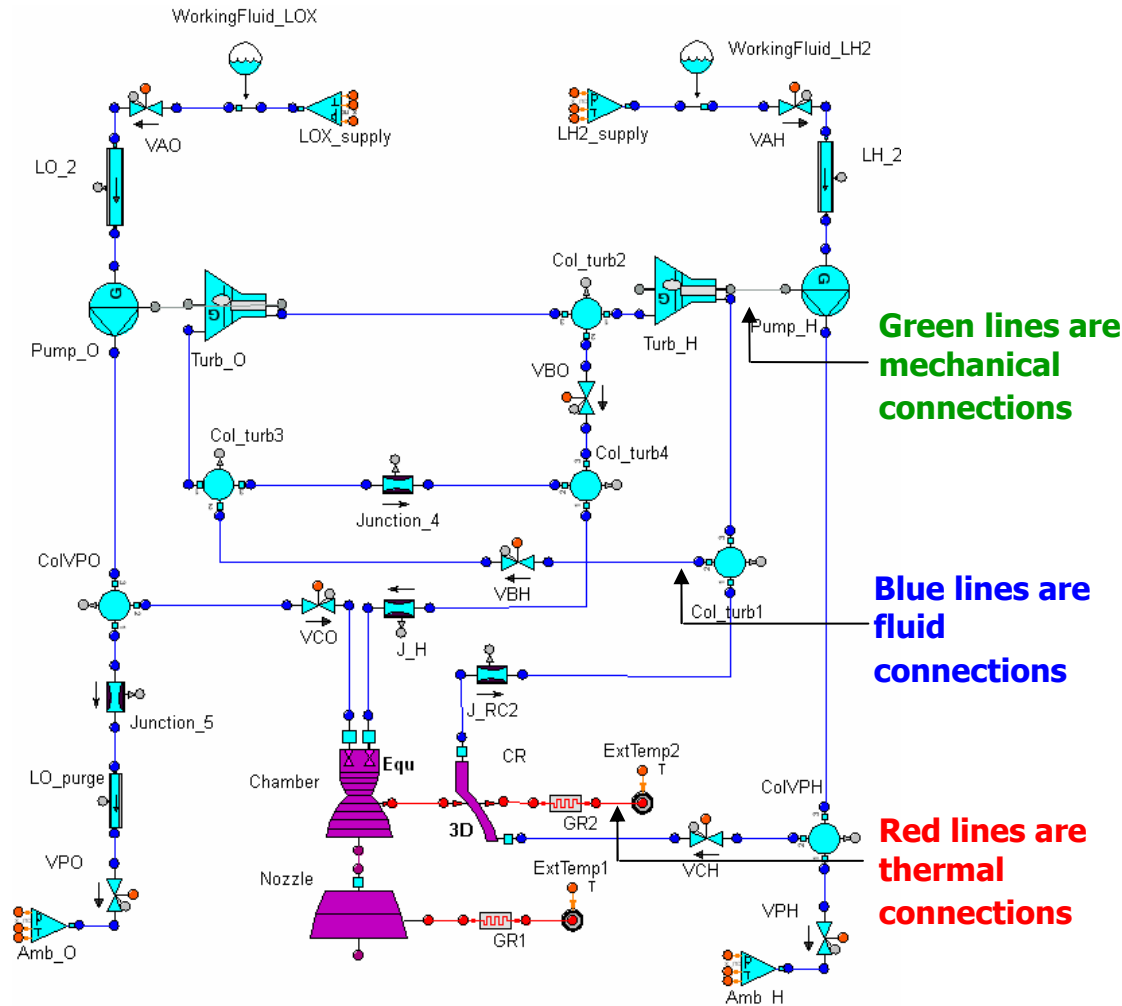 WorkingFluid_LOX
WorkingFluid_LH2
VAO
LOX_supply
LH2_supply
VAH
LO_2
LH_2
Col_turb2
G
G
G
G
Pump_O
Turb_O
Turb_H
Pump_H
Green lines are
mechanical
connections
VBO
Col_turb3
Col_turb4
Junction_4
ColVPO
VBH
Col_turb1
Blue lines are
fluid
connections
VCO
J_H
Junction_5
J_RC2
CR
ExtTemp2
T
Equ
Chamber
LO_purge
3D
GR2
ColVPH
VCH
Red lines are
thermal
connections
VPO
Nozzle
ExtTemp1
T
GR1
VPH
Amb_O
Amb_H